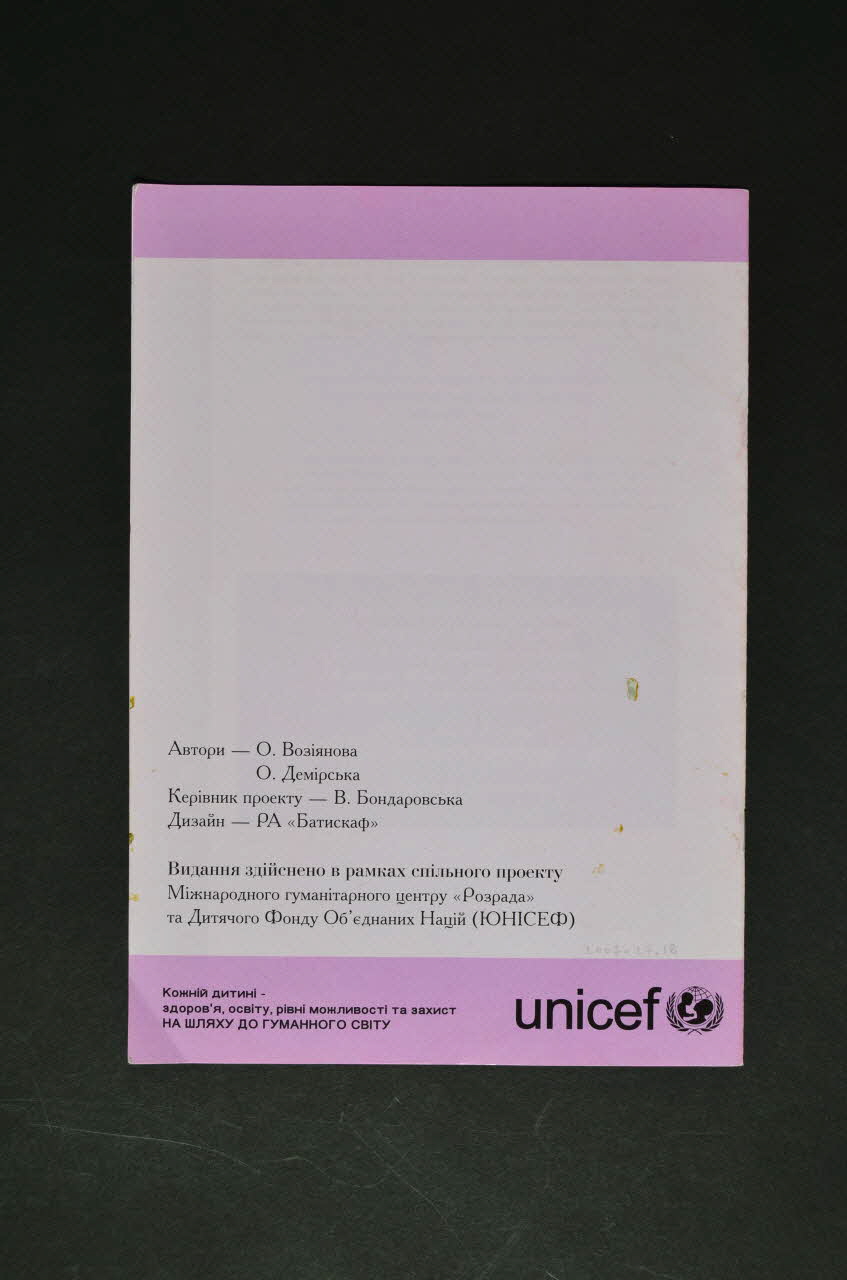 Автори — О. Возіянова
О. Демірська
Керівник проекту — В. Бондаровська
Дизайн — РА «Батискаф»
Видання здійснено в рамках спільного проекту
Міжнародного гуманітарного центру «Розрада»
та Дитячого Фонду Об'єднаних Націй (ЮНІСЕФ)
Кожній дитині -
здоров'я, освіту, рівні можливості та захист
НА ШЛЯХУ ДО ГУМАННОГО СВІТУ
unicef